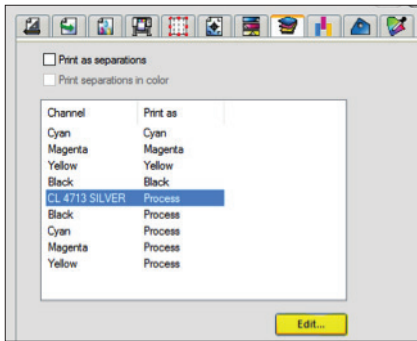 Print as separations
Print separations in color
Channel Print as
Cyan Cyan
Magenta Magenta
Yellow Yellow
Black Black
CL 4713 SILVER Process
Black Process
Cyan Process
Magenta Process
Yellow Process
Edit...